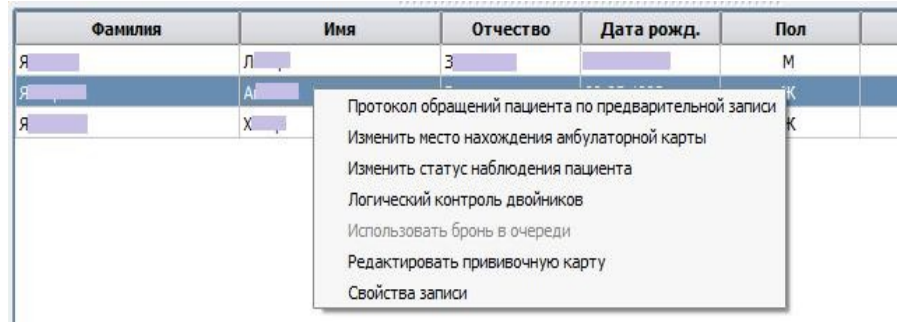 Фамилия Имя Отчество Дата рожд. Пол
Я Л З М
Я Ж
Я Х Ж
Протокол обращений пациента по предварительной записи
Изменить место нахождения амбулаторной карты
Изменить статус наблюдения пациента
Логический контроль двойников
Использовать бронь в очереди
Редактировать прививочную карту
Свойства записи